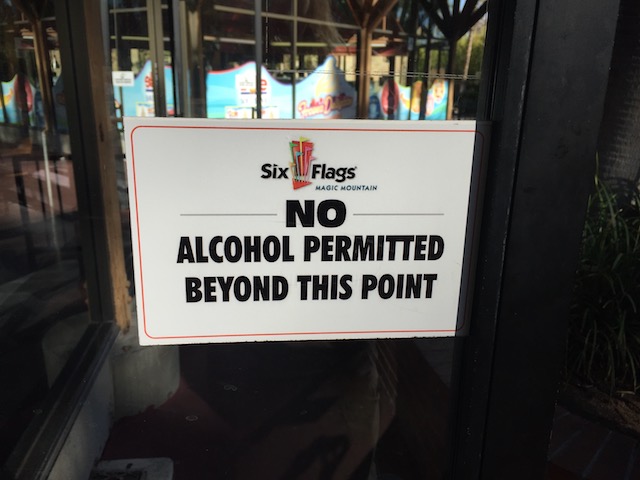 Six Flags
MAGIC MOUNTAIN
NO
ALCOHOL PERMITTED
BEYOND THIS POINT